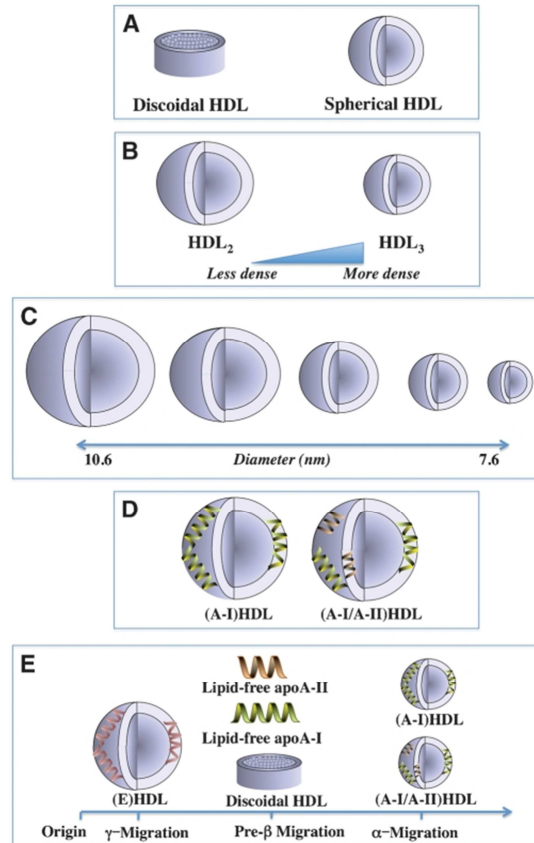 A
Discoidal HDL
Spherical HDL
B
HDL₂
HDL₃
Less dense
More dense
C
10.6
Diameter (nm)
7.6
D
(A-I)HDL
(A-I/A-II)HDL
E
Lipid-free apoA-II
Lipid-free apoA-I
(A-I)HDL
(E)HDL
Discoidal HDL
(A-I/A-II)HDL
Origin
γ–Migration
Pre-β Migration
α–Migration